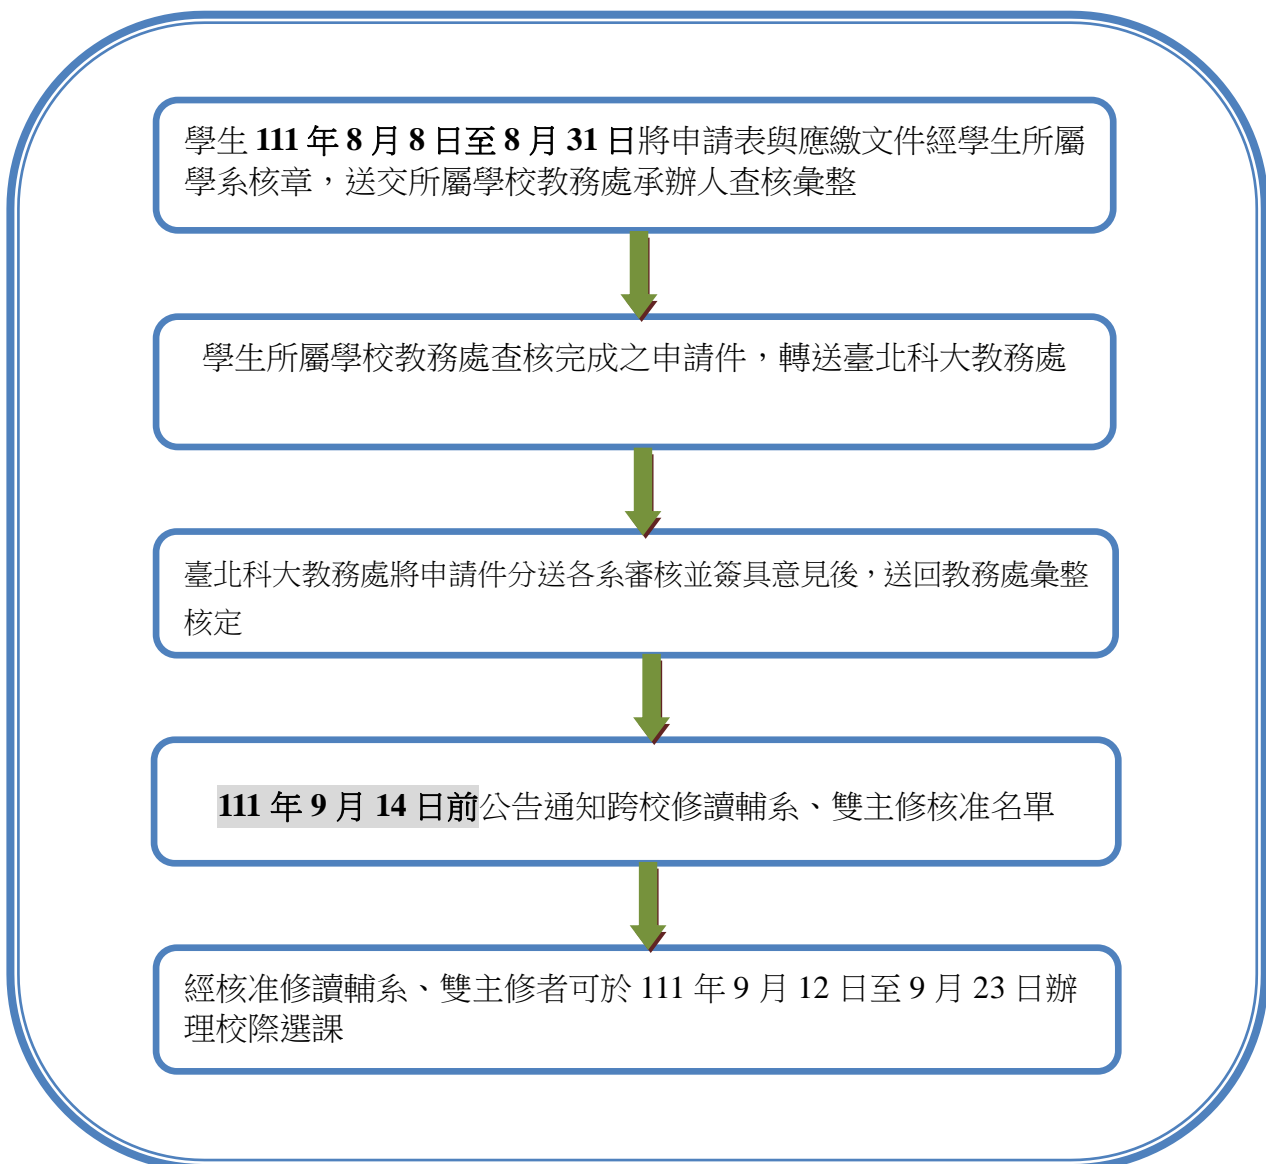 學生 111 年 8 月 8 日至 8 月 31 日將申請表與應繳文件經學生所屬
學系核章，送交所屬學校教務處承辦人查核彙整
學生所屬學校教務處查核完成之申請件，轉送臺北科大教務處
臺北科大教務處將申請件分送各系審核並簽具意見後，送回教務處彙整
核定
111 年 9 月 14 日前公告通知跨校修讀輔系、雙主修核准名單
經核准修讀輔系、雙主修者可於 111 年 9 月 12 日至 9 月 23 日辦
理校際選課